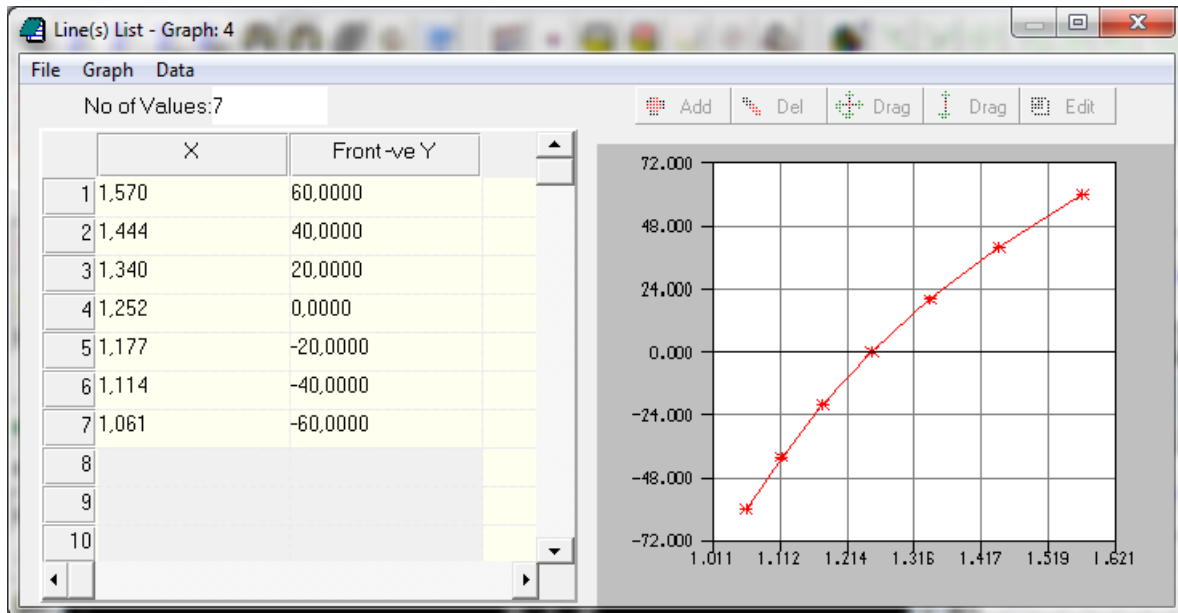 Line(s) List - Graph: 4
File Graph Data
No of Values:7
Add Del Drag Drag Edit
X Front-ve Y
1 1,570 60,0000
2 1,444 40,0000
3 1,340 20,0000
4 1,252 0,0000
5 1,177 -20,0000
6 1,114 -40,0000
7 1,061 -60,0000
8
9
10
72.000
48.000
24.000
0.000
-24.000
-48.000
-72.000
1.011 1.112 1.214 1.316 1.417 1.519 1.621